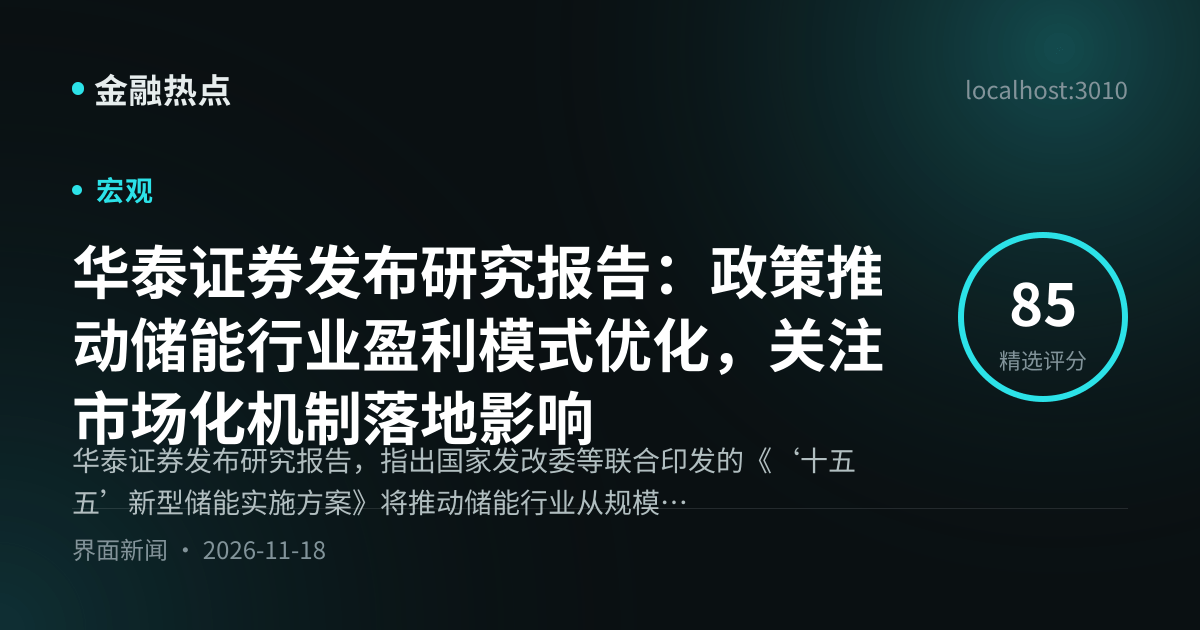 金融热点
localhost:3010
宏观
华泰证券发布研究报告：政策推
动储能行业盈利模式优化，关注
市场化机制落地影响
85
精选评分
华泰证券发布研究报告，指出国家发改委等联合印发的《‘十五
五’新型储能实施方案》将推动储能行业从规模…
界面新闻 • 2026-11-18